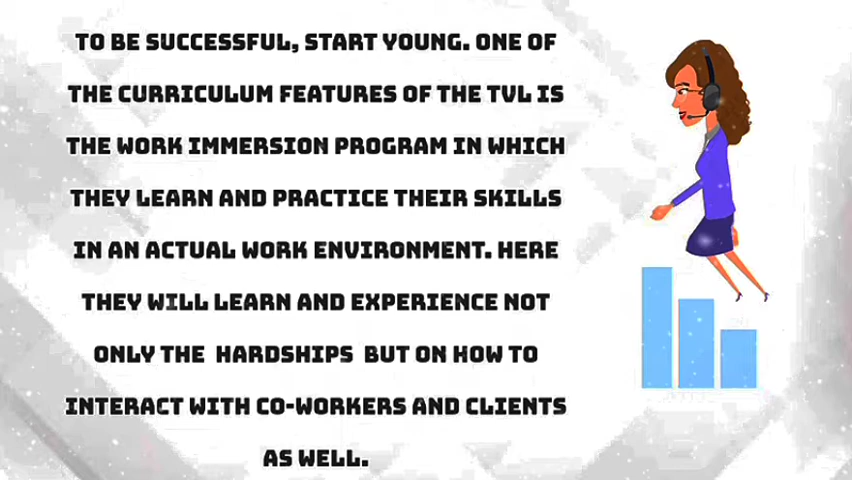 TO BE SUCCESSFUL, START YOUNG. ONE OF
THE CURRICULUM FEATURES OF THE TVL IS
THE WORK IMMERSION PROGRAM IN WHICH
THEY LEARN AND PRACTICE THEIR SKILLS
IN AN ACTUAL WORK ENVIRONMENT. HERE
THEY WILL LEARN AND EXPERIENCE NOT
ONLY THE HARDSHIPS BUT ON HOW TO
INTERACT WITH CO-WORKERS AND CLIENTS
AS WELL.